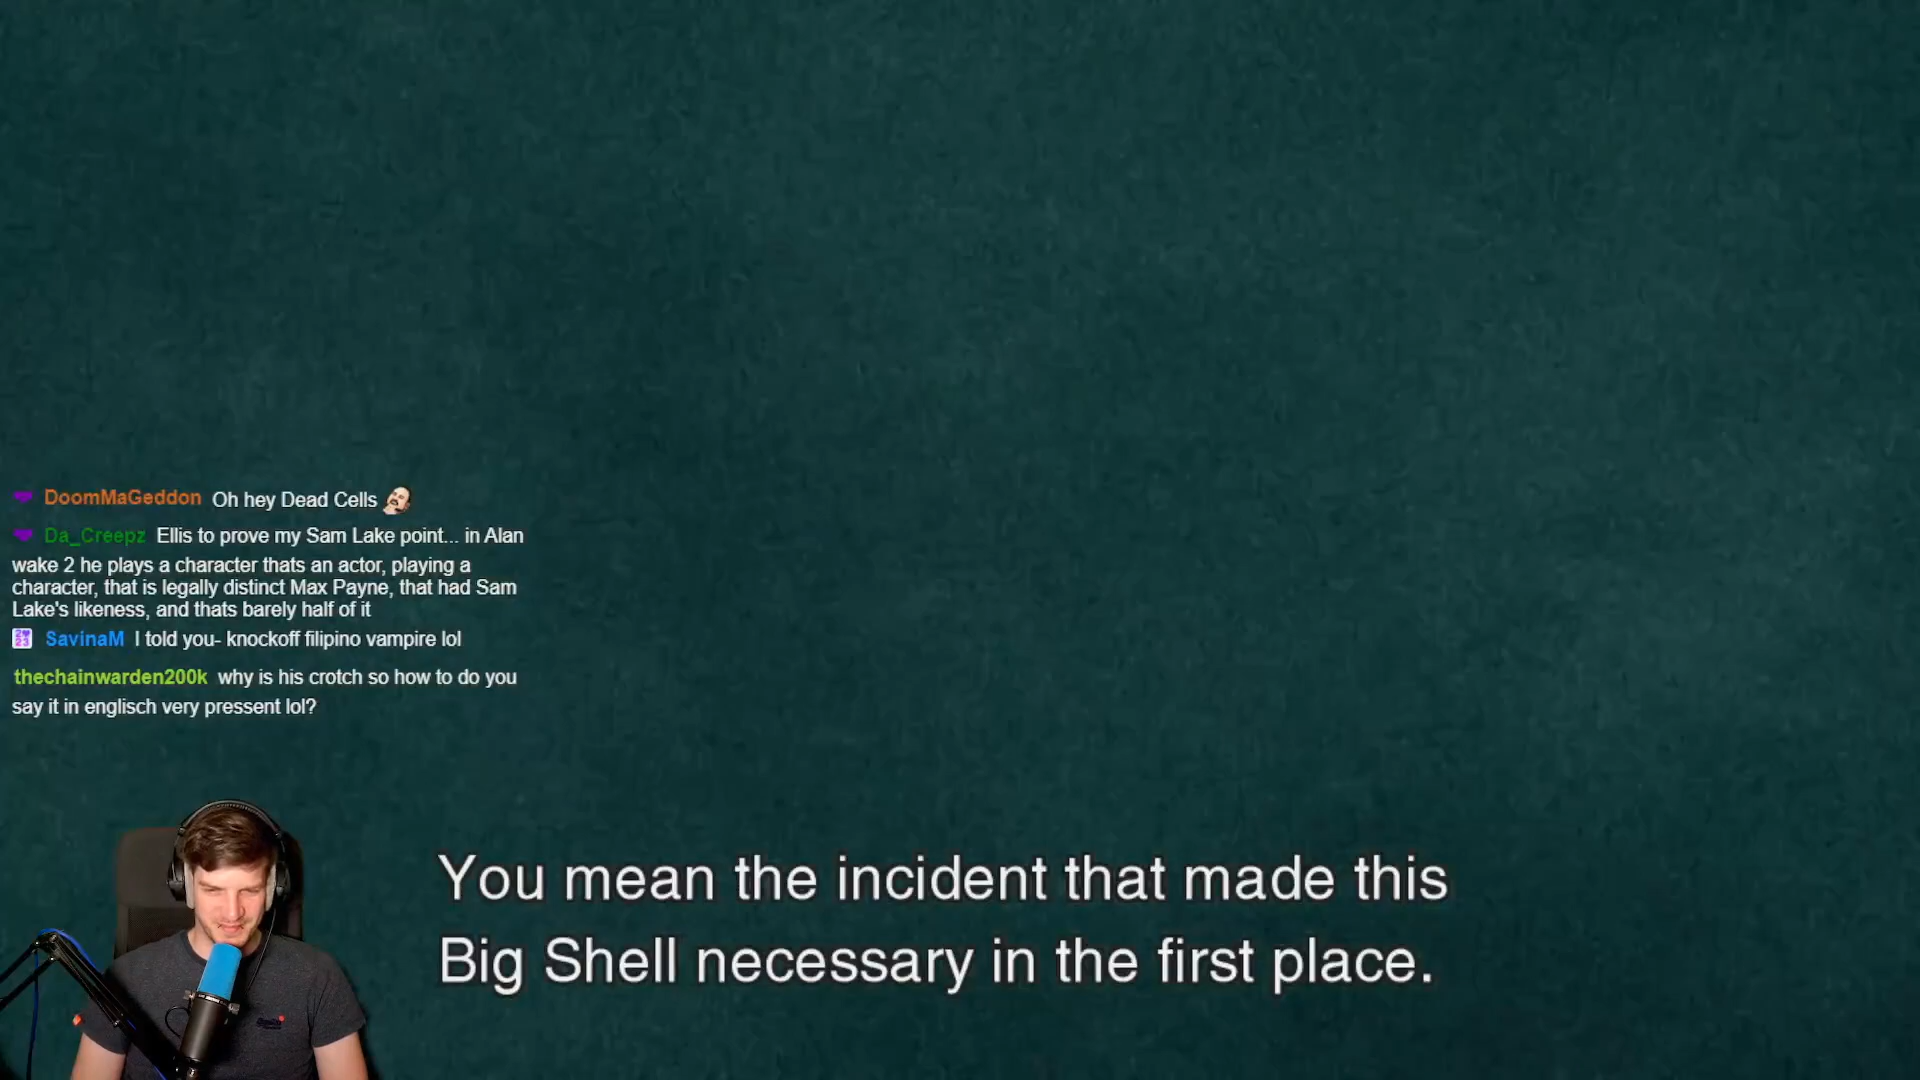 DoomMaGeddon Oh hey Dead Cells
Da_Creepz Ellis to prove my Sam Lake point... in Alan
wake 2 he plays a character thats an actor, playing a
character, that is legally distinct Max Payne, that had Sam
Lake's likeness, and thats barely half of it
SavinaM I told you- knockoff filipino vampire lol
thechainwarden200k why is his crotch so how to do you
say it in englisch very pressent lol?
You mean the incident that made this
Big Shell necessary in the first place.